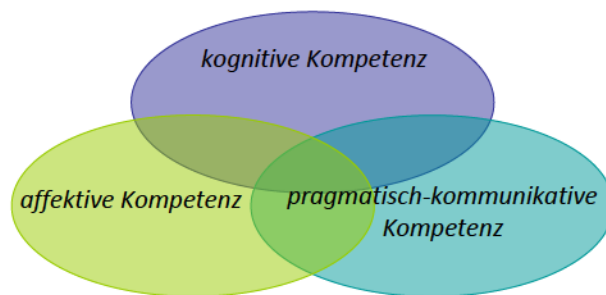 kognitive Kompetenz
affektive Kompetenz
pragmatisch-kommunikative
Kompetenz